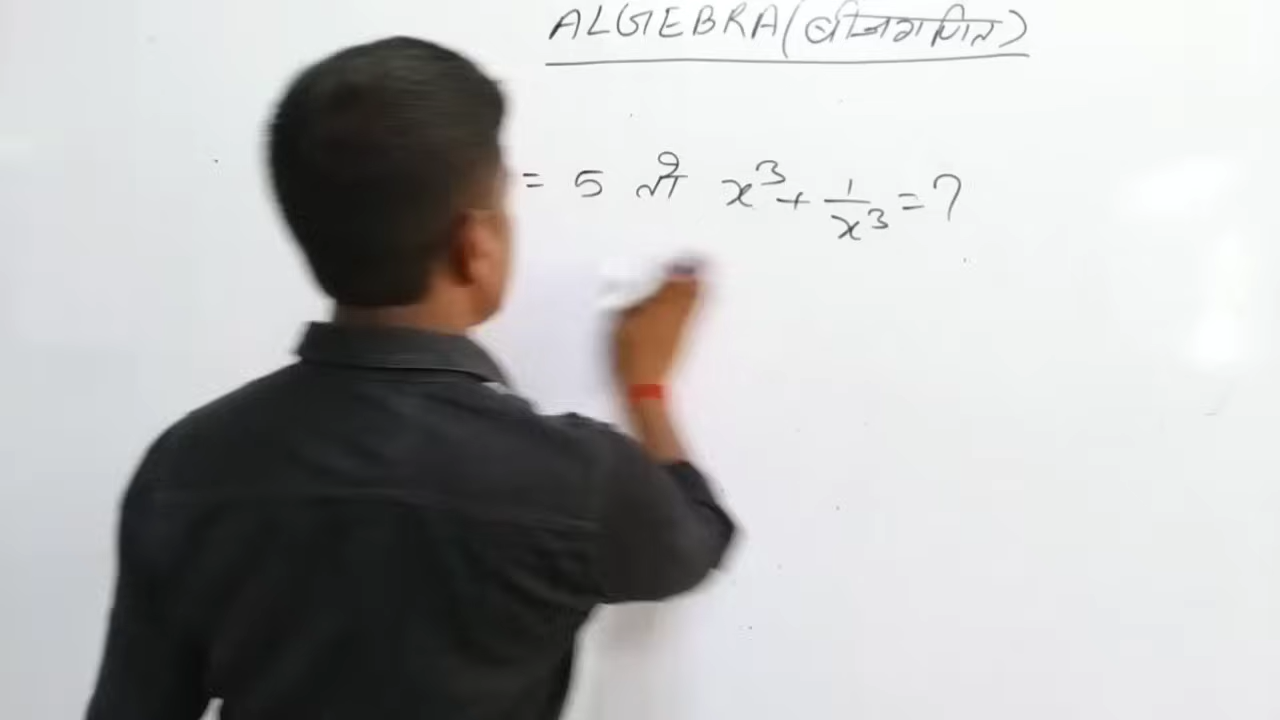 ALGEBRA (बीजगणित)
= 5 तो x³ + 1/x³ = ?